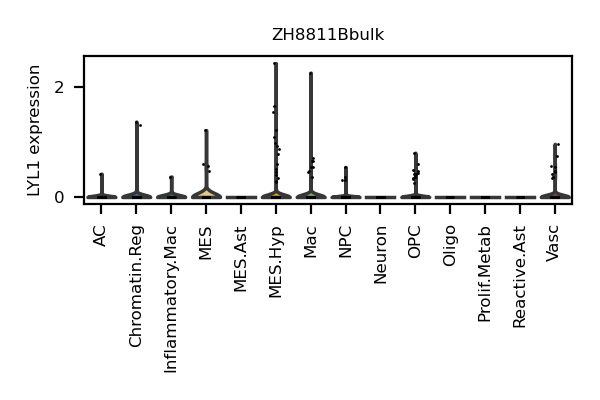 ZH8811Bbulk
LYL1 expression
2
0
AC
Chromatin.Reg
Inflammatory.Mac
MES
MES.Ast
MES.Hyp
Mac
NPC
Neuron
OPC
Oligo
Prolif.Metab
Reactive.Ast
Vasc